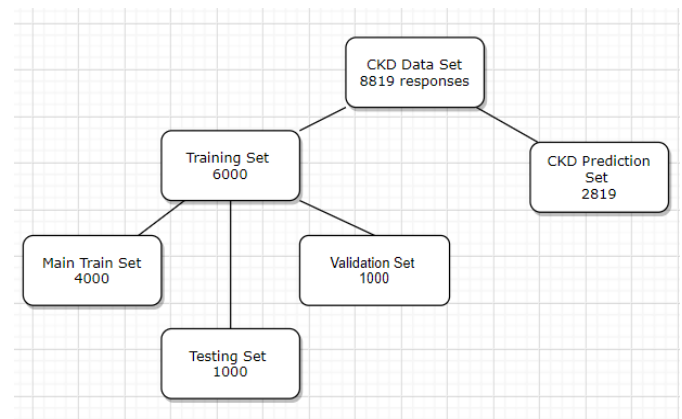 CKD Data Set
8819 responses
Training Set
6000
CKD Prediction
Set
2819
Main Train Set
4000
Validation Set
1000
Testing Set
1000